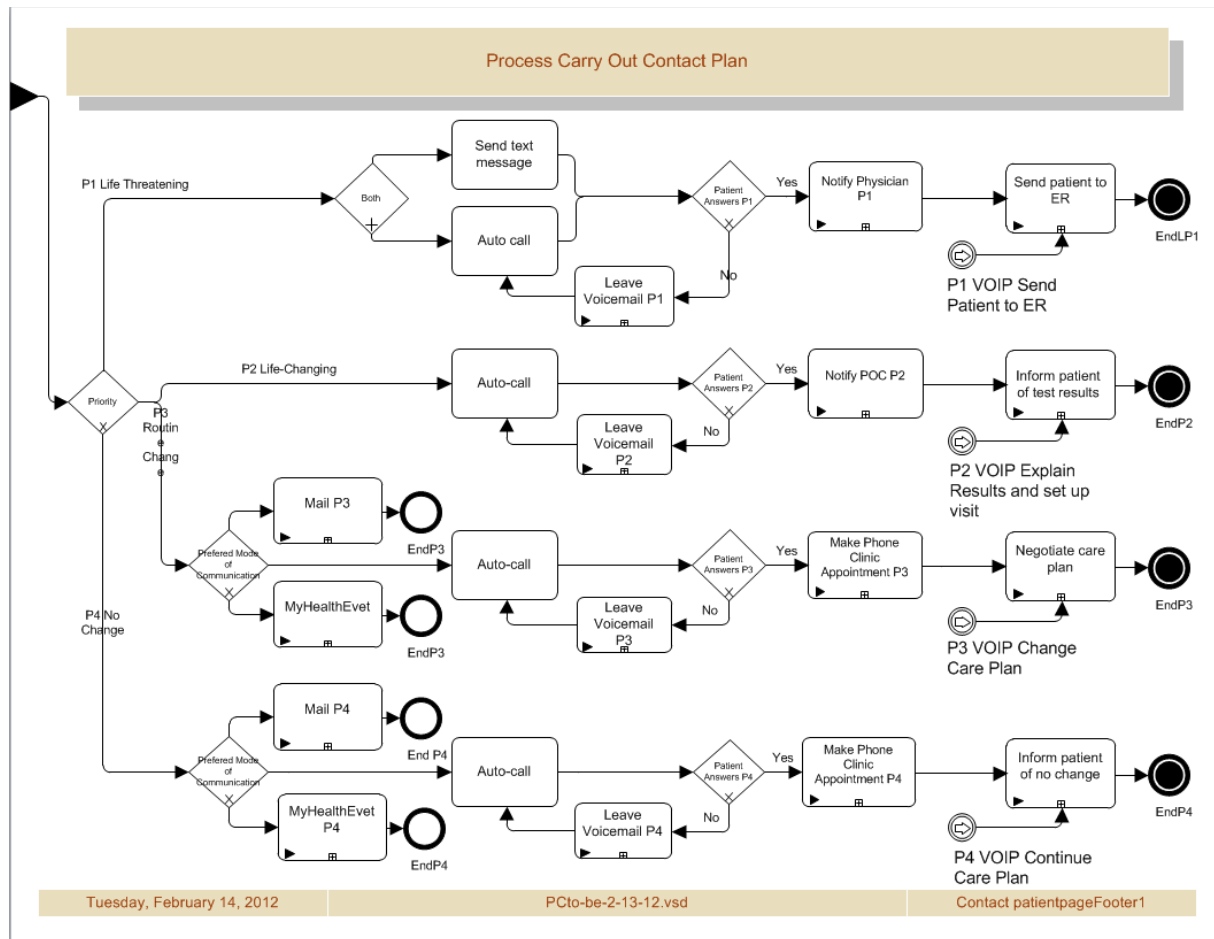 Process Carry Out Contact Plan
P1 Life Threatening
Both
Send text
message
Auto call
Patient
Answers P1
Yes
No
Leave
Voicemail P1
Notify Physician
P1
Send patient to
ER
EndLP1
P1 VOIP Send
Patient to ER
Priority
P2 Life-Changing
Auto-call
Patient
Answers P2
Yes
No
Leave
Voicemail
P2
Notify POC P2
Inform patient
of test results
EndP2
P2 VOIP Explain
Results and set up
visit
P3
Routin
e
Chang
e
Prefered Mode
of
Communication
Mail P3
EndP3
MyHealthEvet
EndP3
Auto-call
Patient
Answers P3
Yes
No
Leave
Voicemail
P3
Make Phone
Clinic
Appointment P3
Negotiate care
plan
EndP3
P3 VOIP Change
Care Plan
P4 No
Change
Prefered Mode
of
Communication
Mail P4
End P4
MyHealthEvet
P4
EndP4
Auto-call
Patient
Answers P4
Yes
No
Leave
Voicemail P4
Make Phone
Clinic
Appointment P4
Inform patient
of no change
EndP4
P4 VOIP Continue
Care Plan
Tuesday, February 14, 2012
PCto-be-2-13-12.vsd
Contact patientpageFooter1